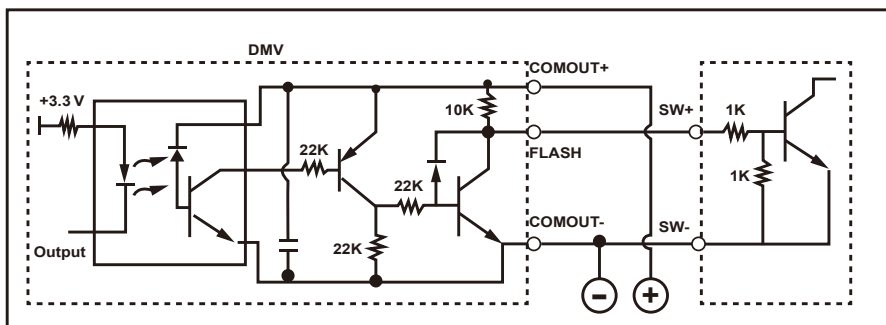 DMV
COMOUT+
+3.3 V
10K
SW+
1K
22K
FLASH
22K
1K
COMOUT-
SW-
Output
22K
−
+